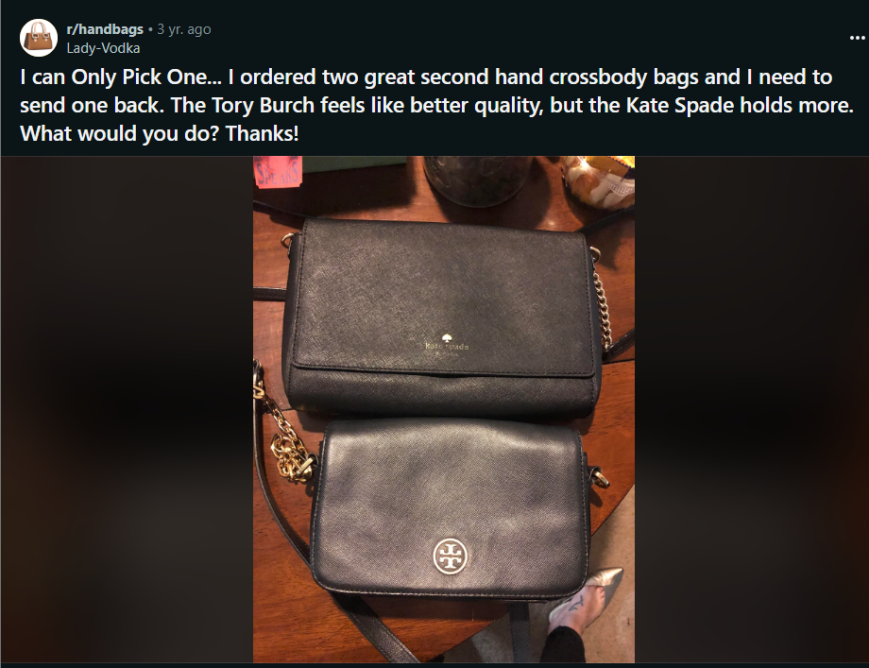 r/handbags • 3 yr. ago
Lady-Vodka
I can Only Pick One... I ordered two great second hand crossbody bags and I need to
send one back. The Tory Burch feels like better quality, but the Kate Spade holds more.
What would you do? Thanks!
kate spade